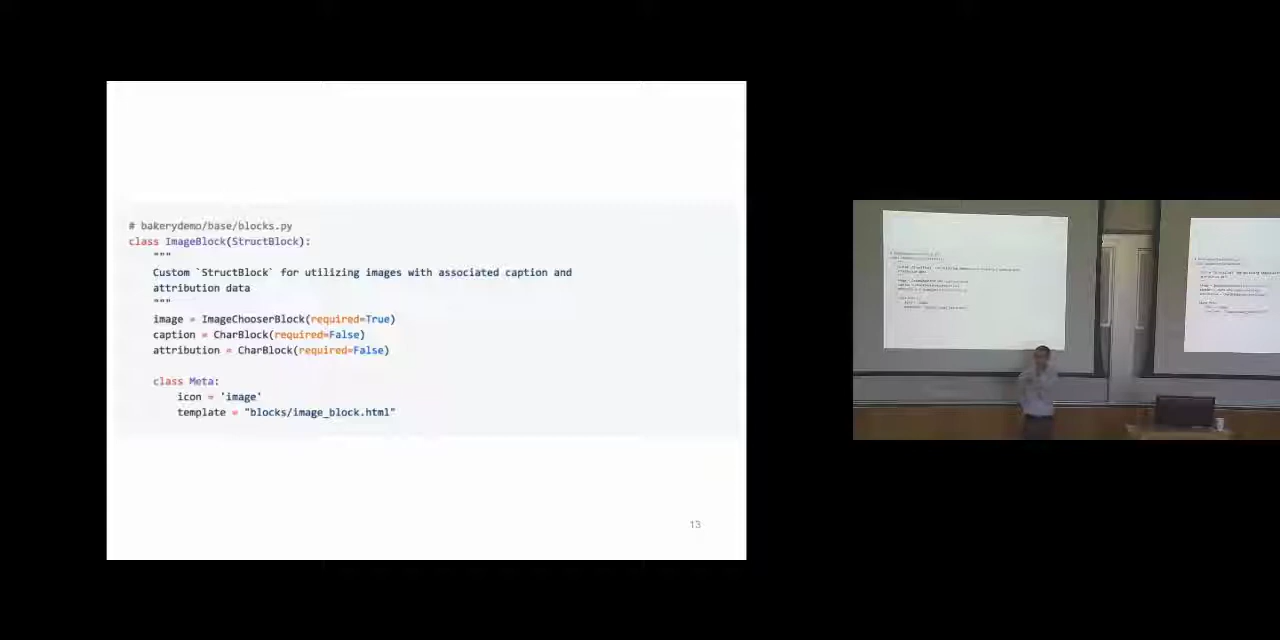 # bakerydemo/base/blocks.py
class ImageBlock(StructBlock):
"""
Custom `StructBlock` for utilizing images with associated caption and
attribution data
"""
image = ImageChooserBlock(required=True)
caption = CharBlock(required=False)
attribution = CharBlock(required=False)
class Meta:
icon = 'image'
template = "blocks/image_block.html"
13